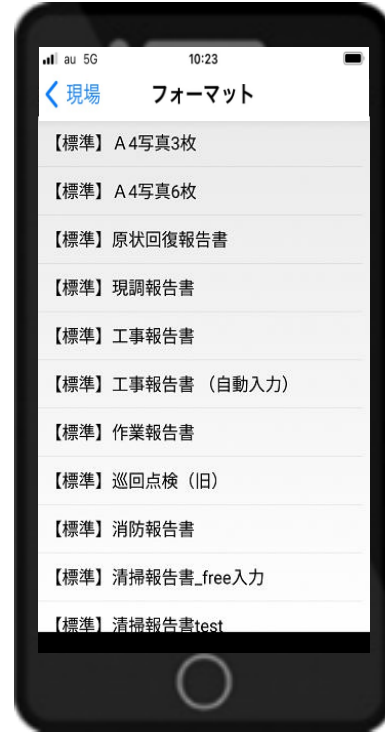 au 5G 10:23
現場 フォーマット
【標準】A4写真3枚
【標準】A4写真6枚
【標準】原状回復報告書
【標準】現調報告書
【標準】工事報告書
【標準】工事報告書 （自動入力）
【標準】作業報告書
【標準】巡回点検（旧）
【標準】消防報告書
【標準】清掃報告書_free入力
【標準】清掃報告書test